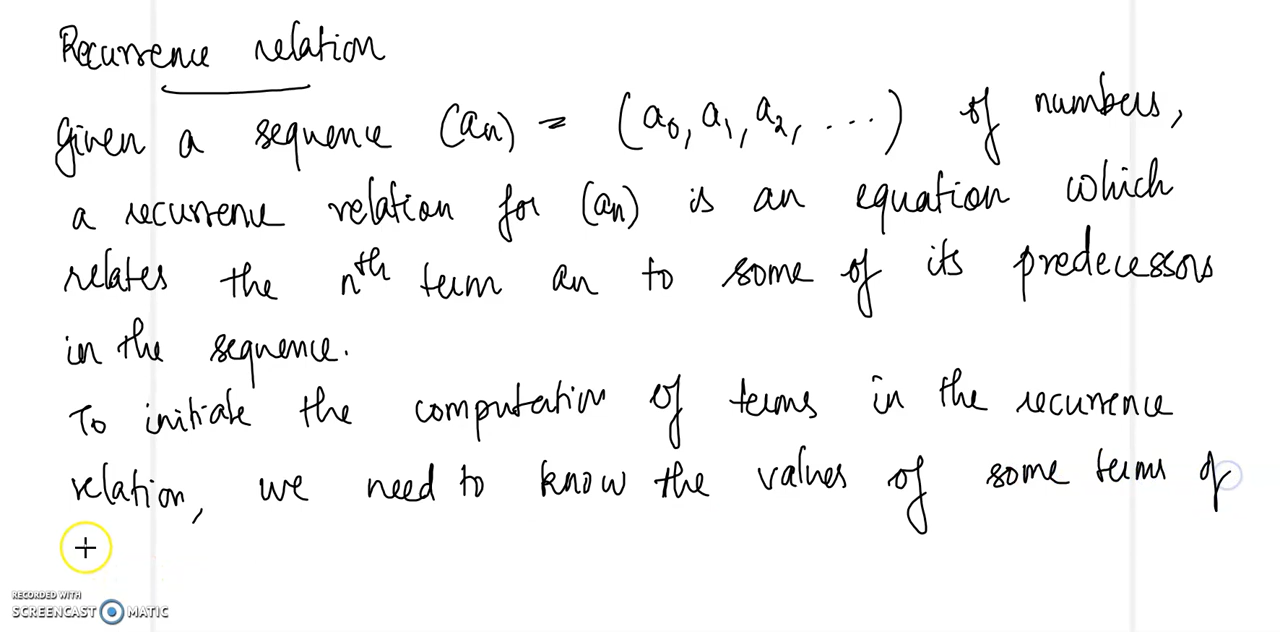 Recurrence relation
Given a sequence (an) = (a₀, a₁, a₂, ...) of numbers,
a recurrence relation for (an) is an equation which
relates the nᵗʰ term an to some of its predecessors
in the sequence.
To initiate the computation of terms in the recurrence
relation, we need to know the values of some terms of
RECORDED WITH
SCREENCAST MATIC